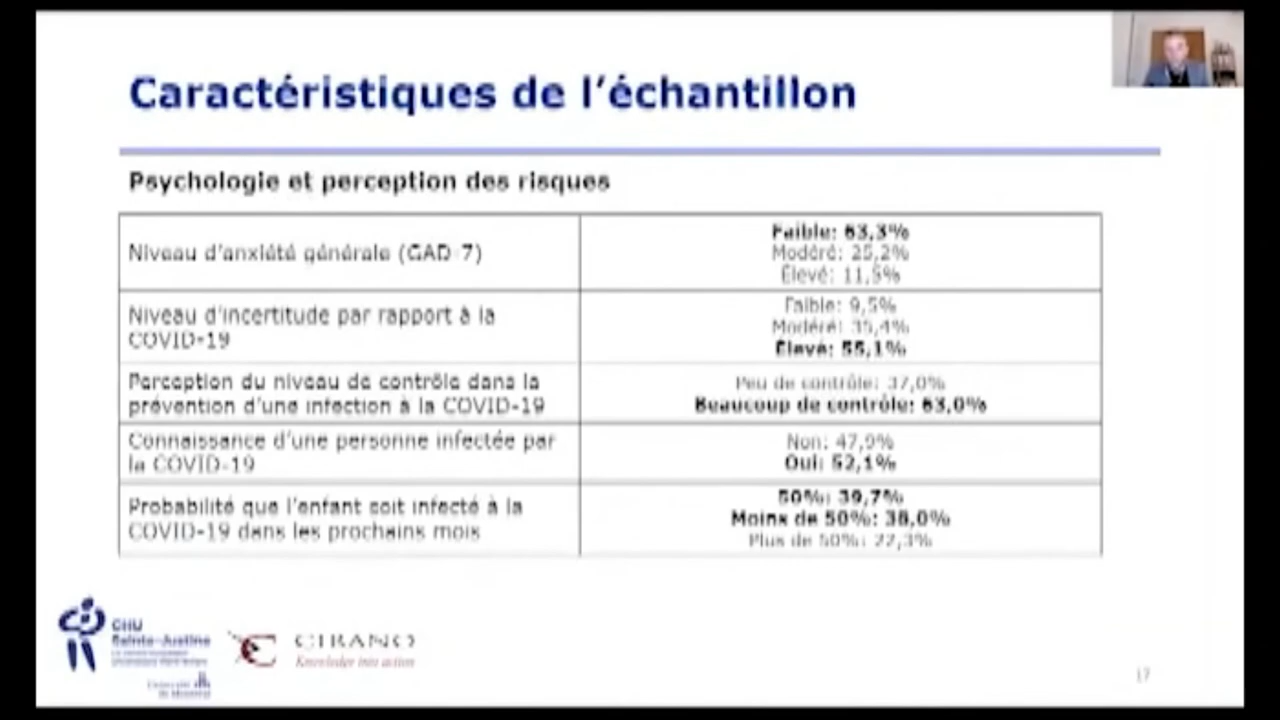 Caractéristiques de l'échantillon
Psychologie et perception des risques
Niveau d'anxiété générale (GAD-7)
Faible: 63,3%
Modéré: 25,2%
Élevé: 11,5%
Niveau d'incertitude par rapport à la
COVID-19
Faible: 9,5%
Modéré: 35,4%
Élevé: 55,1%
Perception du niveau de contrôle dans la
prévention d'une infection à la COVID-19
Peu de contrôle: 37,0%
Beaucoup de contrôle: 63,0%
Connaissance d'une personne infectée par
la COVID-19
Non: 47,9%
Oui: 52,1%
Probabilité que l'enfant soit infecté à la
COVID-19 dans les prochains mois
50%: 39,7%
Moins de 50%: 38,0%
Plus de 50%: 22,3%
CHU
Sainte-Justine
Université
de Montréal
CIRANO
Knowledge into action
17